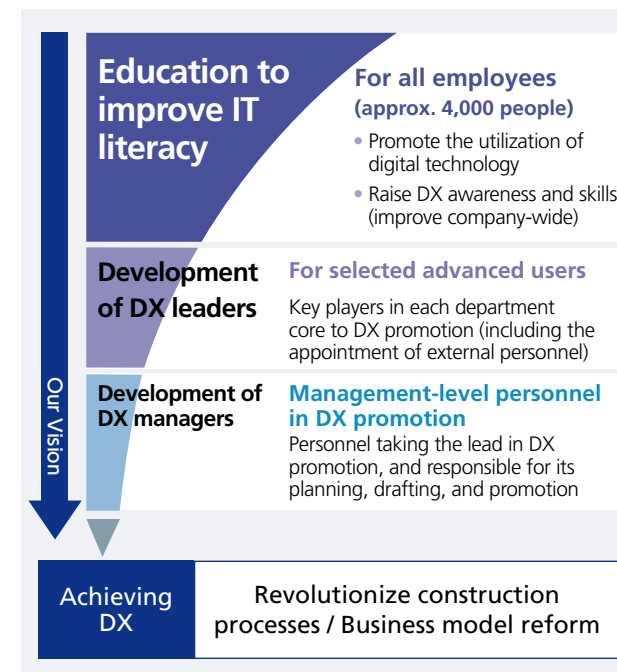 Education to
improve IT
literacy
For all employees
(approx. 4,000 people)
• Promote the utilization of
digital technology
• Raise DX awareness and skills
(improve company-wide)
Development
of DX leaders
For selected advanced users
Key players in each department
core to DX promotion (including the
appointment of external personnel)
Development of
DX managers
Management-level personnel
in DX promotion
Personnel taking the lead in DX
promotion, and responsible for its
planning, drafting, and promotion
Our Vision
Achieving
DX
Revolutionize construction
processes / Business model reform